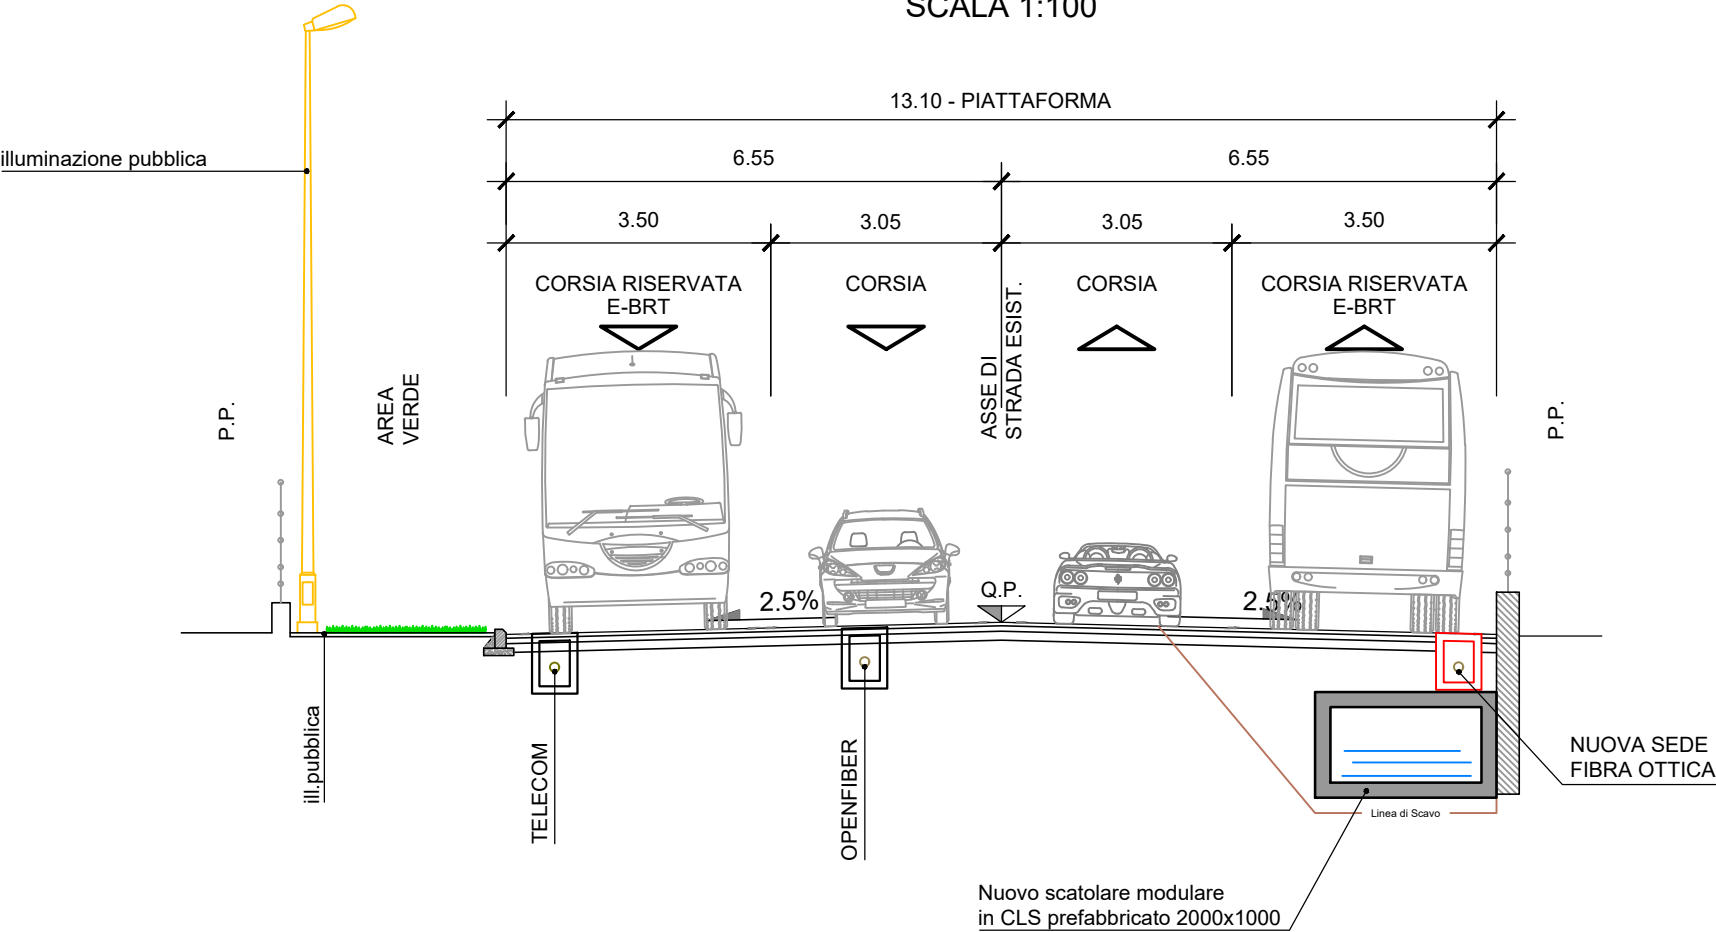 SCALA 1:100
13.10 - PIATTAFORMA
illuminazione pubblica
6.55
6.55
3.50
3.05
3.05
3.50
CORSIA RISERVATA
E-BRT
CORSIA
CORSIA
CORSIA RISERVATA
E-BRT
ASSE DI
STRADA ESIST.
P.P.
AREA
VERDE
P.P.
2.5%
Q.P.
2.5%
ill.pubblica
TELECOM
OPENFIBER
NUOVA SEDE
FIBRA OTTICA
Linea di Scavo
Nuovo scatolare modulare
in CLS prefabbricato 2000x1000